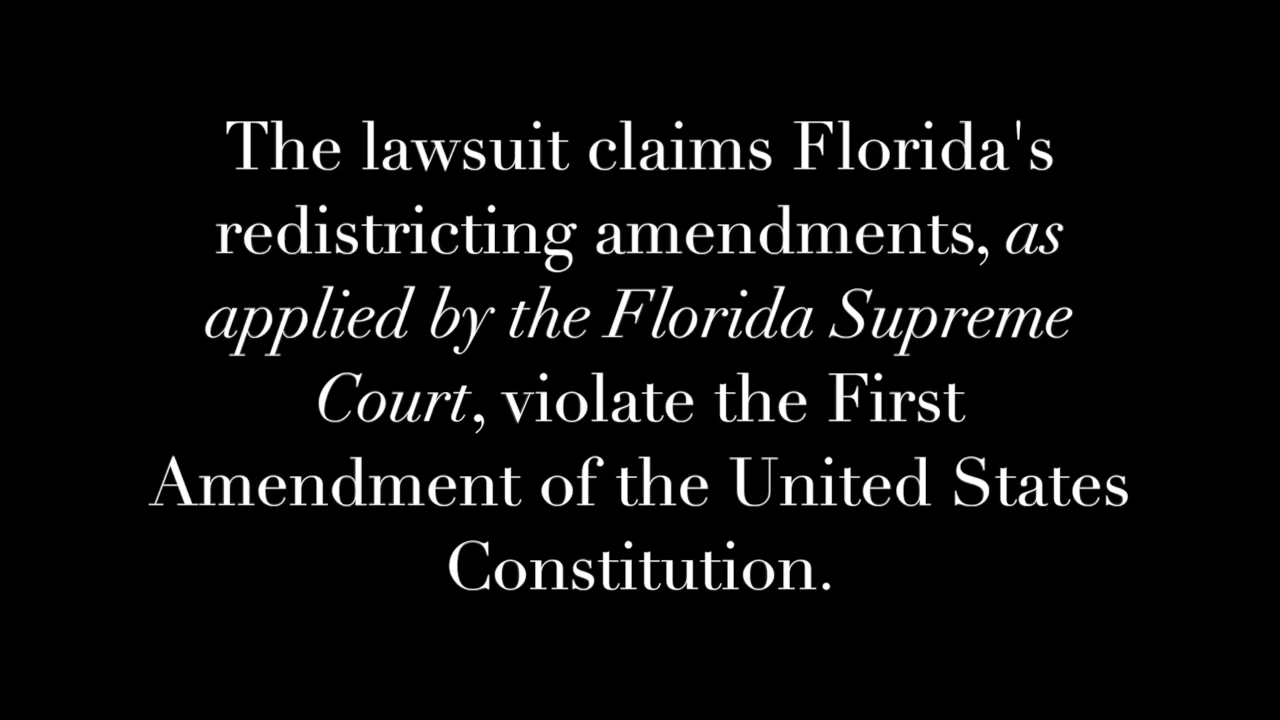 The lawsuit claims Florida's
redistricting amendments, as
applied by the Florida Supreme
Court, violate the First
Amendment of the United States
Constitution.